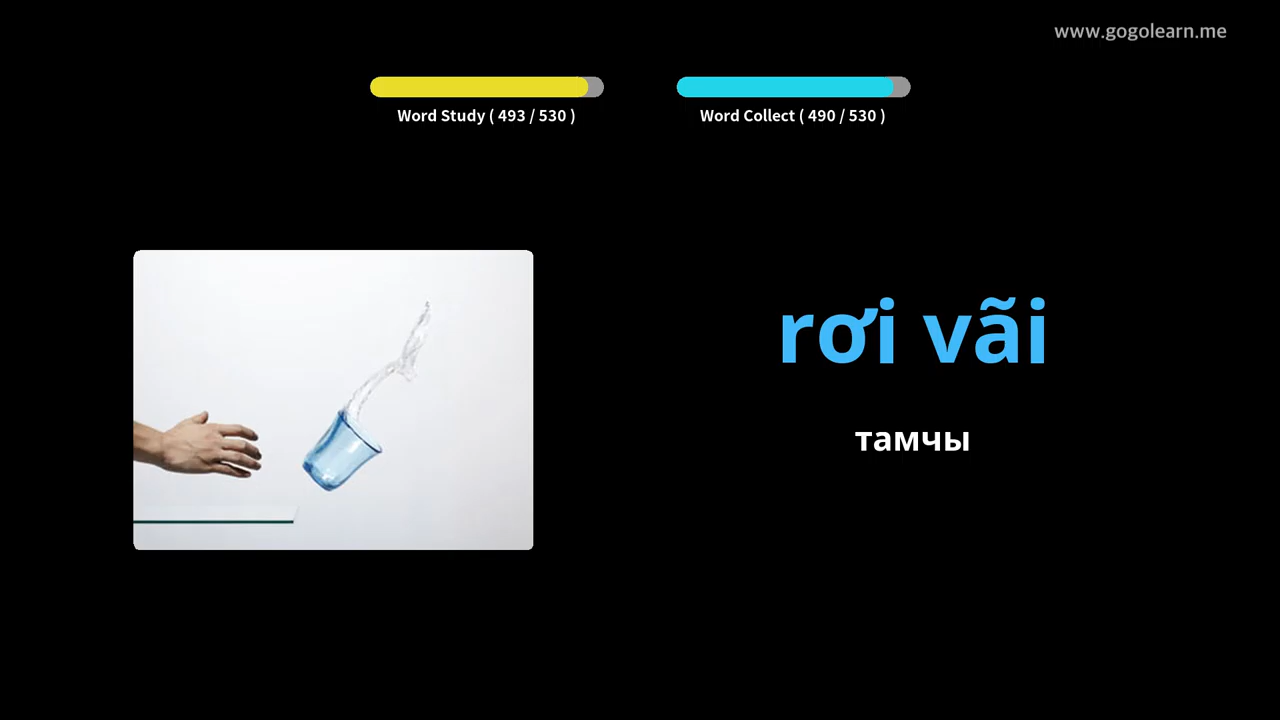 www.gogolearn.me
Word Study ( 493 / 530 )
Word Collect ( 490 / 530 )
rơi vãi
тамчы